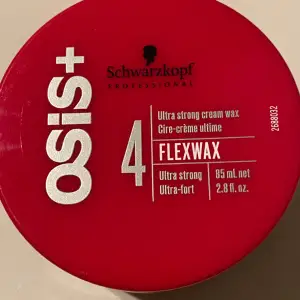 Schwarzkopf
PROFESSIONAL
OSiS+
4
Ultra strong cream wax
Cire-crème ultime
FLEXWAX
Ultra strong
Ultra-fort
85 ml.net
2.8 fl. oz.
2688032